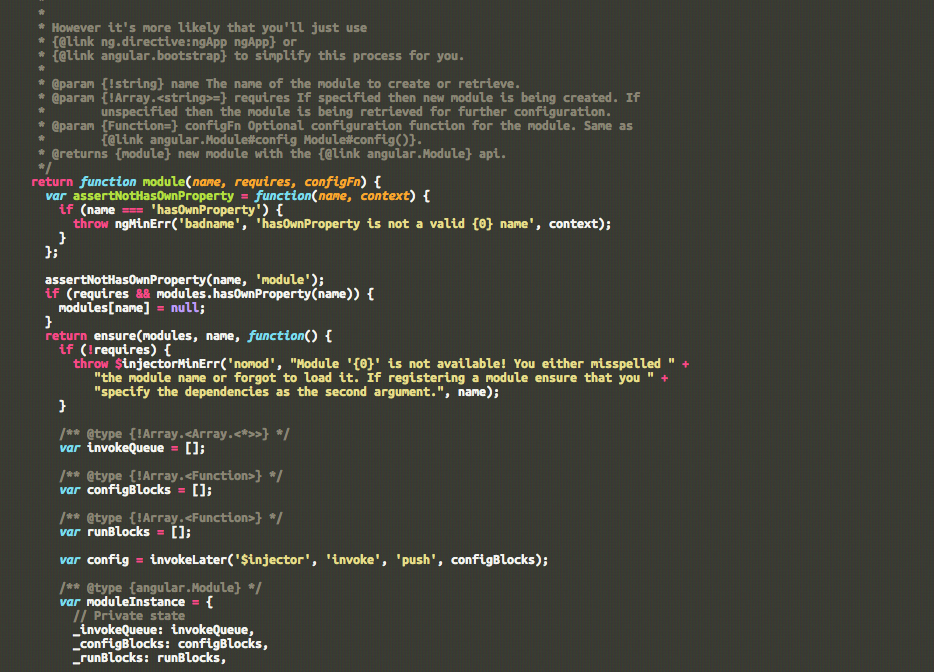 *
*
* However it's more likely that you'll just use
* {@link ng.directive:ngApp ngApp} or
* {@link angular.bootstrap} to simplify this process for you.
*
* @param {!string} name The name of the module to create or retrieve.
* @param {!Array.<string>=} requires If specified then new module is being created. If
*        unspecified then the module is being retrieved for further configuration.
* @param {Function=} configFn Optional configuration function for the module. Same as
*        {@link angular.Module#config Module#config()}.
* @returns {module} new module with the {@link angular.Module} api.
*/
return function module(name, requires, configFn) {
  var assertNotHasOwnProperty = function(name, context) {
    if (name === 'hasOwnProperty') {
      throw ngMinErr('badname', 'hasOwnProperty is not a valid {0} name', context);
    }
  };

  assertNotHasOwnProperty(name, 'module');
  if (requires && modules.hasOwnProperty(name)) {
    modules[name] = null;
  }
  return ensure(modules, name, function() {
    if (!requires) {
      throw $injectorMinErr('nomod', "Module '{0}' is not available! You either misspelled " +
         "the module name or forgot to load it. If registering a module ensure that you " +
         "specify the dependencies as the second argument.", name);
    }

    /** @type {!Array.<Array.<*>>} */
    var invokeQueue = [];

    /** @type {!Array.<Function>} */
    var configBlocks = [];

    /** @type {!Array.<Function>} */
    var runBlocks = [];

    var config = invokeLater('$injector', 'invoke', 'push', configBlocks);

    /** @type {angular.Module} */
    var moduleInstance = {
      // Private state
      _invokeQueue: invokeQueue,
      _configBlocks: configBlocks,
      _runBlocks: runBlocks,